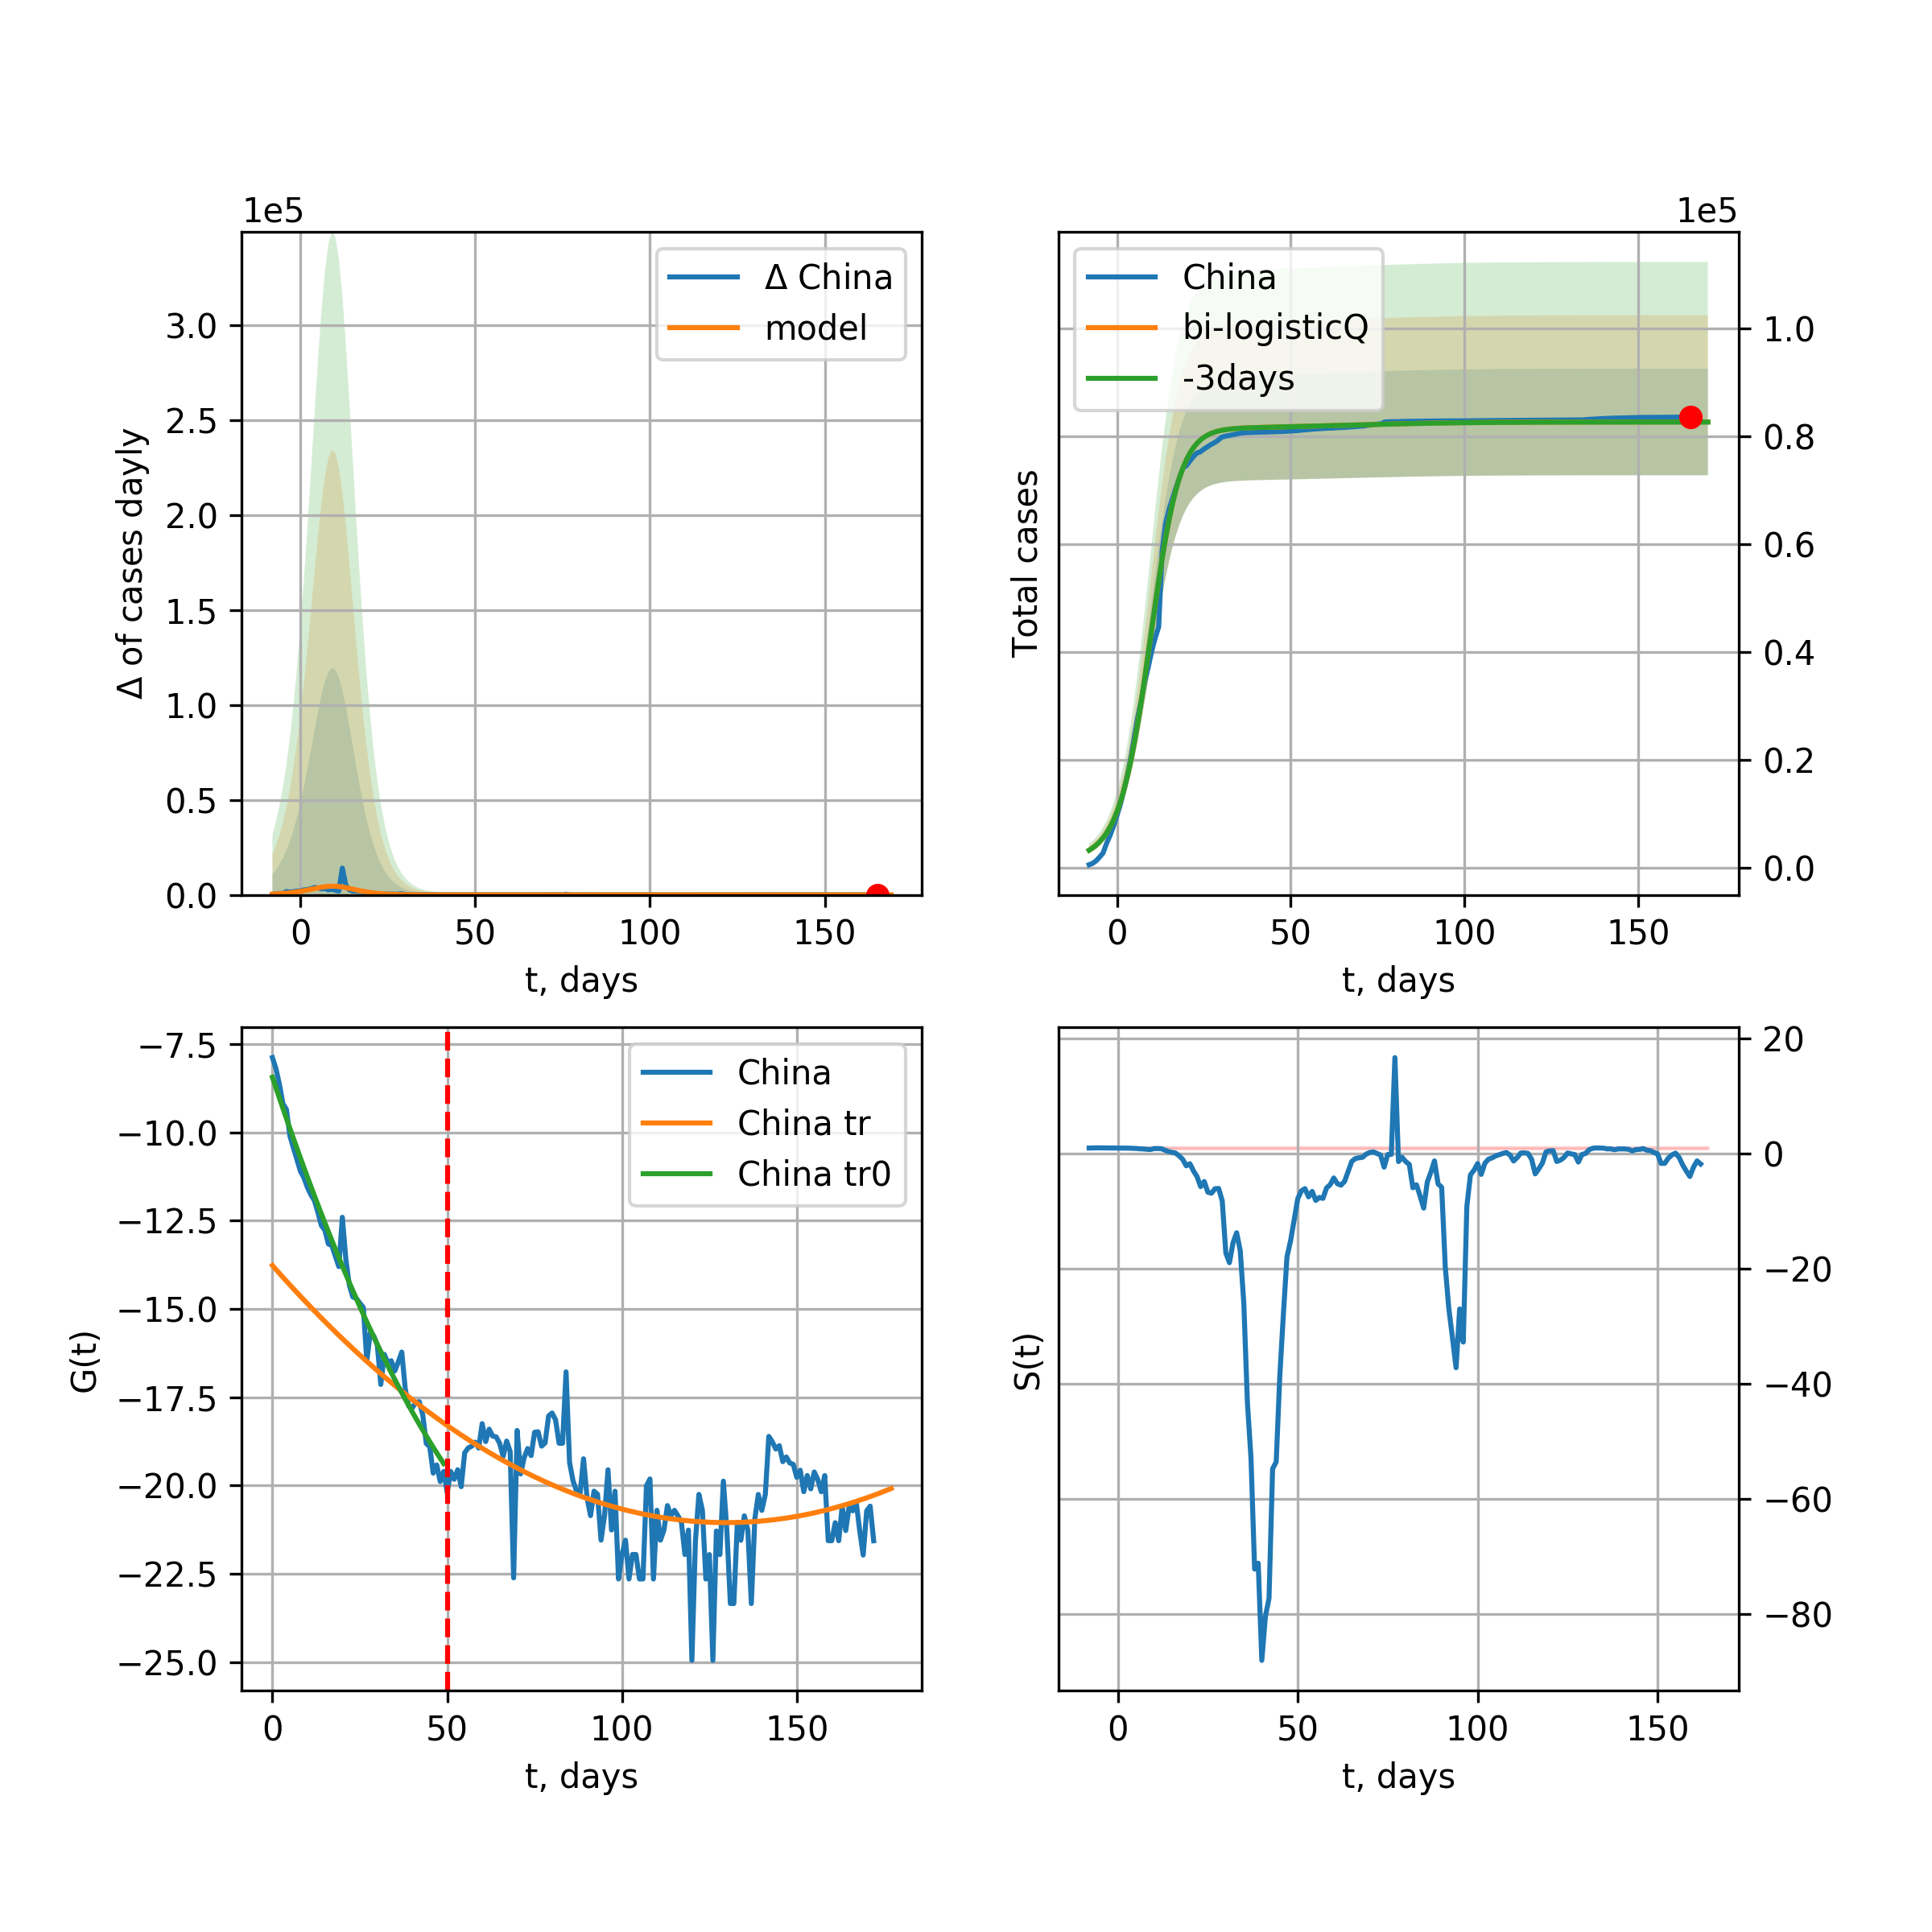 1e5
Δ of cases dayly
3.0
2.5
2.0
1.5
1.0
0.5
0.0
Δ China
model
0 50 100 150
t, days
1e5
Total cases
China
bi-logisticQ
-3days
1.0
0.8
0.6
0.4
0.2
0.0
0 50 100 150
t, days
G(t)
−7.5
−10.0
−12.5
−15.0
−17.5
−20.0
−22.5
−25.0
China
China tr
China tr0
0 50 100 150
t, days
S(t)
20
0
−20
−40
−60
−80
0 50 100 150
t, days